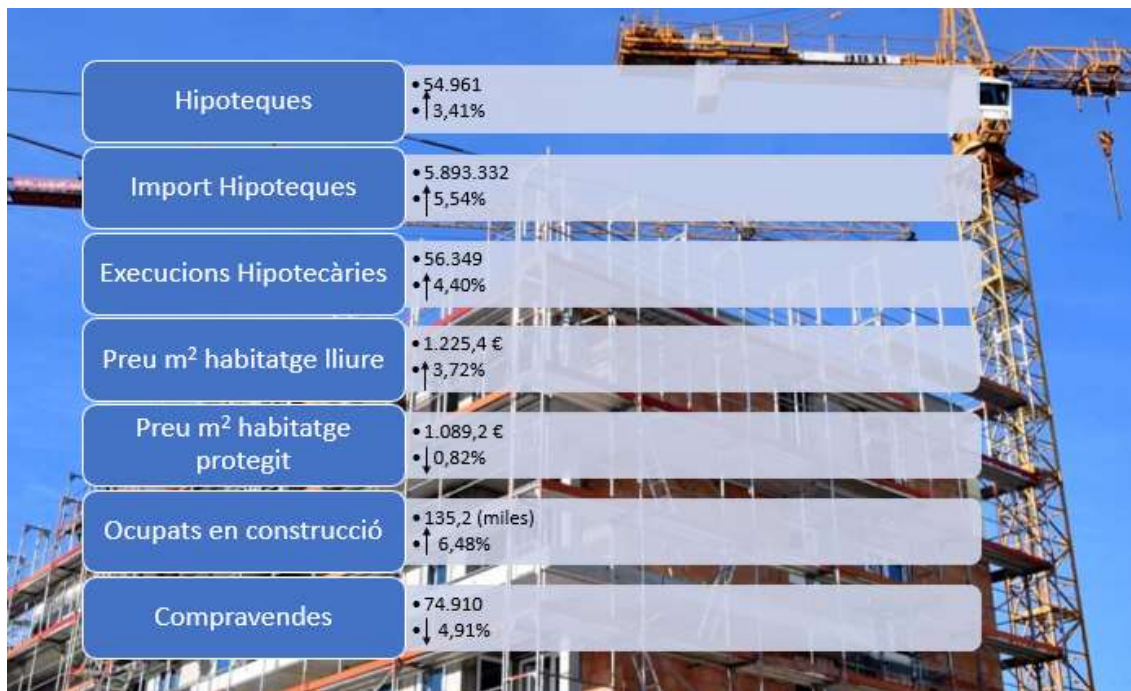 Hipoteques
• 54.961
• ↑ 3,41%
Import Hipoteques
• 5.893.332
• ↑ 5,54%
Execucions Hipotecàries
• 56.349
• ↑ 4,40%
Preu m² habitatge lliure
• 1.225,4 €
• ↑ 3,72%
Preu m² habitatge
protegit
• 1.089,2 €
• ↓ 0,82%
Ocupats en construcció
• 135,2 (miles)
• ↑ 6,48%
Compravendes
• 74.910
• ↓ 4,91%